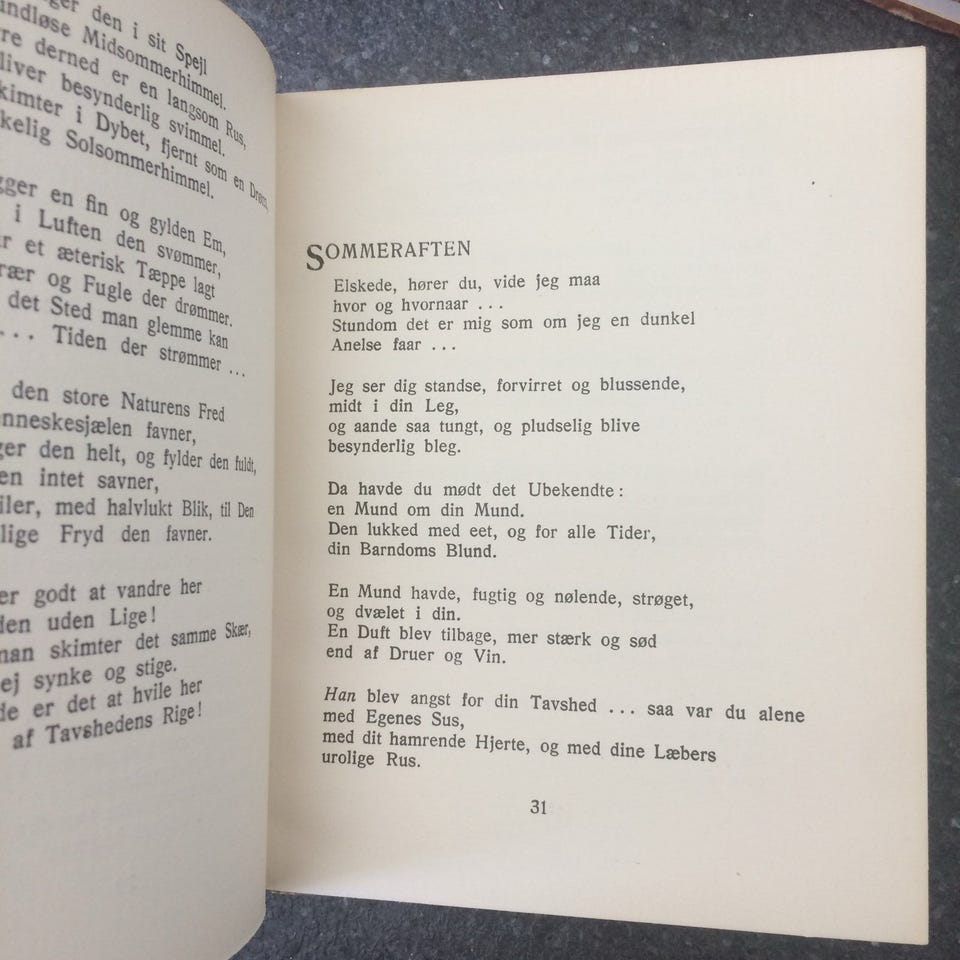 den i sit Spejl
Midsommerhimmel.
derned er en langsom Rus,
besynderlig svimmel.
i Dybet, fjernt som en Drøm,
Solsommerhimmel.
en fin og gylden Em,
i Luften den svømmer,
et æterisk Tæppe lagt
og Fugle der drømmer.
det Sted man glemme kan
... Tiden der strømmer ...
den store Naturens Fred
favner,
den helt, og fylder den fuldt,
intet savner,
med halvlukt Blik, til Den
Fryd den favner.
er godt at vandre her
uden Lige!
man skimter det samme Skær,
ej synke og stige.
er det at hvile her
af Tavshedens Rige!
SOMMERAFTEN
Elskede, hører du, vide jeg maa
hvor og hvornaar ...
Stundom det er mig som om jeg en dunkel
Anelse faar ...
Jeg ser dig standse, forvirret og blussende,
midt i din Leg,
og aande saa tungt, og pludselig blive
besynderlig bleg.
Da havde du mødt det Ubekendte:
en Mund om din Mund.
Den lukked med eet, og for alle Tider,
din Barndoms Blund.
En Mund havde, fugtig og nølende, strøget,
og dvælet i din.
En Duft blev tilbage, mer stærk og sød
end af Druer og Vin.
Han blev angst for din Tavshed ... saa var du alene
med Egenes Sus,
med dit hamrende Hjerte, og med dine Læbers
urolige Rus.
31